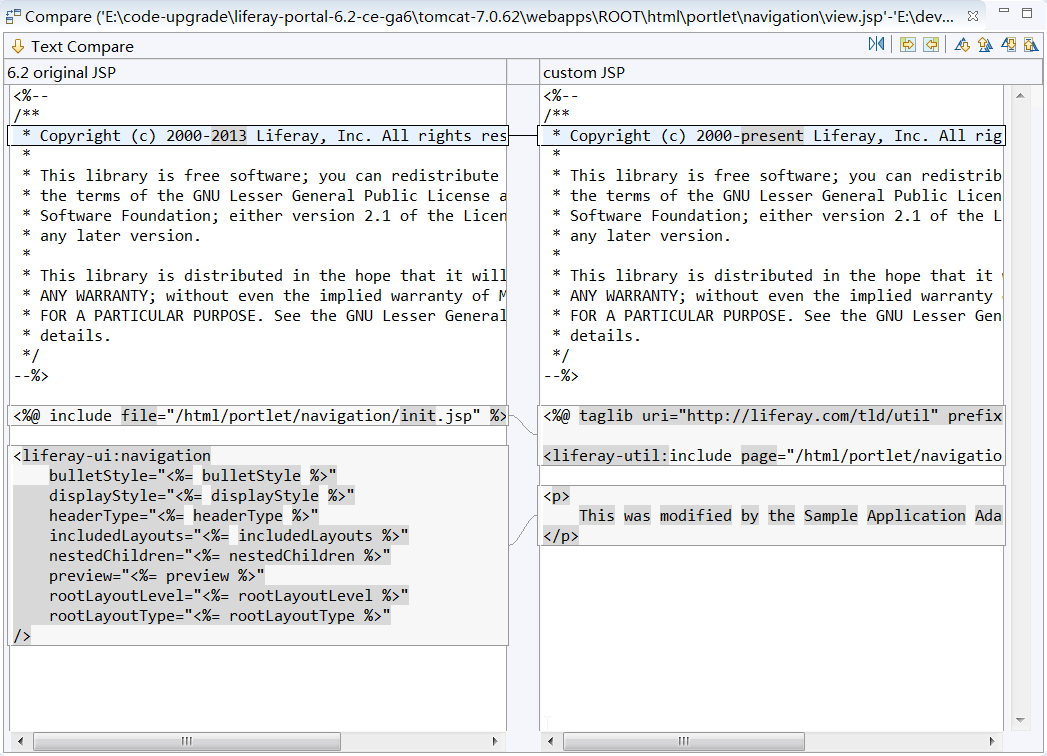 Compare ('E:\code-upgrade\liferay-portal-6.2-ce-ga6\tomcat-7.0.62\webapps\ROOT\html\portlet\navigation\view.jsp'-'E:\dev...
Text Compare
6.2 original JSP
<%--
/**
 * Copyright (c) 2000-2013 Liferay, Inc. All rights res
 *
 * This library is free software; you can redistribute
 * the terms of the GNU Lesser General Public License a
 * Software Foundation; either version 2.1 of the Licen
 * any later version.
 *
 * This library is distributed in the hope that it will
 * ANY WARRANTY; without even the implied warranty of M
 * FOR A PARTICULAR PURPOSE. See the GNU Lesser General
 * details.
 */
--%>
<%@ include file="/html/portlet/navigation/init.jsp" %>
<liferay-ui:navigation
    bulletStyle="<%= bulletStyle %>"
    displayStyle="<%= displayStyle %>"
    headerType="<%= headerType %>"
    includedLayouts="<%= includedLayouts %>"
    nestedChildren="<%= nestedChildren %>"
    preview="<%= preview %>"
    rootLayoutLevel="<%= rootLayoutLevel %>"
    rootLayoutType="<%= rootLayoutType %>"
/>
custom JSP
<%--
/**
 * Copyright (c) 2000-present Liferay, Inc. All rig
 *
 * This library is free software; you can redistrib
 * the terms of the GNU Lesser General Public Licen
 * Software Foundation; either version 2.1 of the L
 * any later version.
 *
 * This library is distributed in the hope that it
 * ANY WARRANTY; without even the implied warranty
 * FOR A PARTICULAR PURPOSE. See the GNU Lesser Gen
 * details.
 */
--%>
<%@ taglib uri="http://liferay.com/tld/util" prefix
<liferay-util:include page="/html/portlet/navigatio
<p>
    This was modified by the Sample Application Ada
</p>